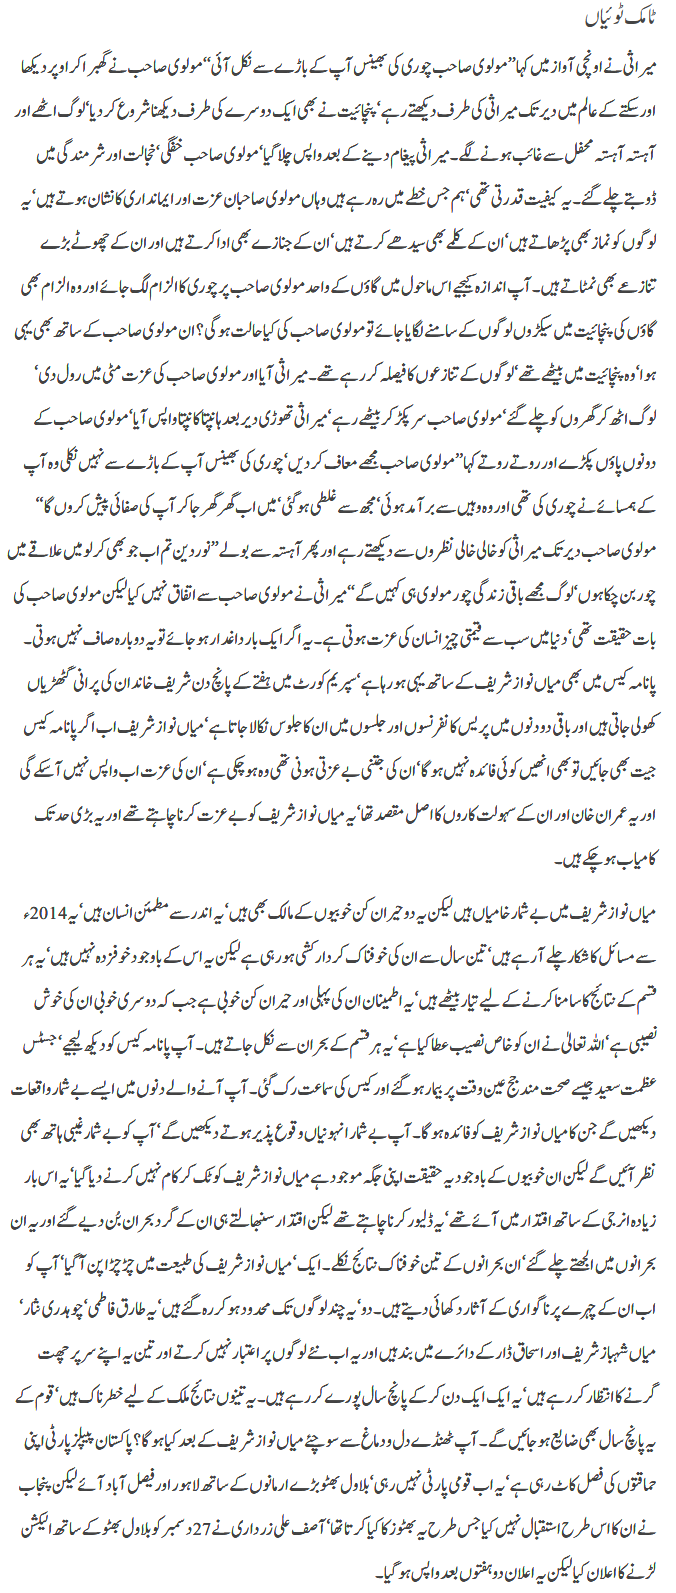 ٹامک ٹوئیاں
میراثی نے اونچی آواز میں کہا ’’مولوی صاحب چوری کی بھینس آپ کے باڑے سے نکل آئی‘‘ مولوی صاحب نے گھبرا کر اوپر دیکھا
اور سکتے کے عالم میں دیر تک میراثی کی طرف دیکھتے رہے‘ پنچائیت نے بھی ایک دوسرے کی طرف دیکھنا شروع کر دیا‘ لوگ اٹھے اور
آہستہ آہستہ محفل سے غائب ہونے لگے۔ میراثی پیغام دینے کے بعد واپس چلا گیا‘ مولوی صاحب خفگی‘ خجالت اور شرمندگی میں
ڈوبتے چلے گئے۔ یہ کیفیت قدرتی تھی‘ ہم جس خطے میں رہ رہے ہیں وہاں مولوی صاحبان عزت اور ایمانداری کا نشان ہوتے ہیں‘ یہ
لوگوں کو نماز بھی پڑھاتے ہیں‘ ان کے کلمے بھی سیدھے کرتے ہیں‘ ان کے جنازے بھی ادا کرتے ہیں اور ان کے چھوٹے بڑے
تنازعے بھی نمٹاتے ہیں۔ آپ اندازہ کیجیے اس ماحول میں گاؤں کے واحد مولوی صاحب پر چوری کا الزام لگ جائے اور وہ الزام بھی
گاؤں کی پنچائیت میں سیکڑوں لوگوں کے سامنے لگایا جائے تو مولوی صاحب کی کیا حالت ہو گی؟ ان مولوی صاحب کے ساتھ بھی یہی
ہوا‘ وہ پنچائیت میں بیٹھے تھے‘ لوگوں کے تنازعوں کا فیصلہ کر رہے تھے۔ میراثی آیا اور مولوی صاحب کی عزت مٹی میں رول دی‘
لوگ اٹھ کر گھروں کو چلے گئے‘ مولوی صاحب سر پکڑ کر بیٹھے رہے‘ میراثی تھوڑی دیر بعد ہانپتا کانپتا واپس آیا‘ مولوی صاحب کے
دونوں پاؤں پکڑے اور روتے روتے کہا ’’مولوی صاحب مجھے معاف کر دیں‘ چوری کی بھینس آپ کے باڑے سے نہیں نکلی وہ آپ
کے ہمسائے نے چوری کی تھی اور وہ وہیں سے برآمد ہوئی‘ مجھ سے غلطی ہو گئی‘ میں اب گھر گھر جا کر آپ کی صفائی پیش کروں گا‘‘
مولوی صاحب دیر تک میراثی کو خالی خالی نظروں سے دیکھتے رہے اور پھر آہستہ سے بولے ’’نور دین تم اب جو بھی کر لو میں علاقے میں
چور بن چکا ہوں‘ لوگ مجھے باقی زندگی چور مولوی ہی کہیں گے‘‘ میراثی نے مولوی صاحب سے اتفاق نہیں کیا لیکن مولوی صاحب کی
بات حقیقت تھی‘ دنیا میں سب سے قیمتی چیز انسان کی عزت ہوتی ہے۔ یہ اگر ایک بار داغدار ہو جائے تو یہ دوبارہ صاف نہیں ہوتی۔
پانامہ کیس میں بھی میاں نواز شریف کے ساتھ یہی ہو رہا ہے‘ سپریم کورٹ میں ہفتے کے پانچ دن شریف خاندان کی پرانی گٹھڑیاں
کھولی جاتی ہیں اور باقی دو دنوں میں پریس کانفرنسوں اور جلسوں میں ان کا جلوس نکالا جاتا ہے‘ میاں نواز شریف اب اگر پانامہ کیس
جیت بھی جائیں تو بھی انھیں کوئی فائدہ نہیں ہو گا‘ ان کی جتنی بے عزتی ہونی تھی وہ ہو چکی ہے‘ ان کی عزت اب واپس نہیں آ سکے گی
اور یہ عمران خان اور ان کے سہولت کاروں کا اصل مقصد تھا‘ یہ میاں نواز شریف کو بے عزت کرنا چاہتے تھے اور یہ بڑی حد تک
کامیاب ہو چکے ہیں۔
میاں نواز شریف میں بے شمار خامیاں ہیں لیکن یہ دو حیران کن خوبیوں کے مالک بھی ہیں‘ یہ اندر سے مطمئن انسان ہیں‘ یہ 2014ء
سے مسائل کا شکار چلے آ رہے ہیں‘ تین سال سے ان کی خوفناک کردار کشی ہو رہی ہے لیکن یہ اس کے باوجود خوفزدہ نہیں ہیں‘ یہ ہر
قسم کے نتائج کا سامنا کرنے کے لیے تیار بیٹھے ہیں‘ یہ اطمینان ان کی پہلی اور حیران کن خوبی ہے جب کہ دوسری خوبی ان کی خوش
نصیبی ہے‘ اللہ تعالیٰ نے ان کو خاص نصیب عطا کیا ہے‘ یہ ہر قسم کے بحران سے نکل جاتے ہیں۔ آپ پانامہ کیس کو دیکھ لیجیے‘ جسٹس
عظمت سعید جیسے صحت مند جج عین وقت پر بیمار ہو گئے اور کیس کی سماعت رک گئی۔ آپ آنے والے دنوں میں ایسے بے شمار واقعات
دیکھیں گے جن کا میاں نواز شریف کو فائدہ ہو گا۔ آپ بے شمار انہونیاں وقوع پذیر ہوتے دیکھیں گے‘ آپ کو بے شمار غیبی ہاتھ بھی
نظر آئیں گے لیکن ان خوبیوں کے باوجود یہ حقیقت اپنی جگہ موجود ہے میاں نواز شریف کو ٹک کر کام نہیں کرنے دیا گیا‘ یہ اس بار
زیادہ انرجی کے ساتھ اقتدار میں آئے تھے‘ یہ ڈلیور کرنا چاہتے تھے لیکن اقتدار سنبھالتے ہی ان کے گرد بحران بُن دیے گئے اور یہ ان
بحرانوں میں الجھتے چلے گئے‘ ان بحرانوں کے تین خوفناک نتائج نکلے۔ ایک‘ میاں نواز شریف کی طبیعت میں چڑچڑا پن آ گیا‘ آپ کو
اب ان کے چہرے پر ناگواری کے آثار دکھائی دیتے ہیں۔ دو‘ یہ چند لوگوں تک محدود ہو کر رہ گئے ہیں‘ یہ طارق فاطمی‘ چوہدری نثار‘
میاں شہباز شریف اور اسحاق ڈار کے دائرے میں بند ہیں اور یہ اب نئے لوگوں پر اعتبار نہیں کرتے اور تین یہ اپنے سر پر چھت
گرنے کا انتظار کر رہے ہیں‘ یہ ایک ایک دن کر کے پانچ سال پورے کر رہے ہیں۔ یہ تینوں نتائج ملک کے لیے خطرناک ہیں‘ قوم کے
یہ پانچ سال بھی ضایع ہو جائیں گے۔ آپ ٹھنڈے دل و دماغ سے سوچئے میاں نواز شریف کے بعد کیا ہو گا؟ پاکستان پیپلز پارٹی اپنی
حماقتوں کی فصل کاٹ رہی ہے‘ یہ اب قومی پارٹی نہیں رہی‘ بلاول بھٹو بڑے ارمانوں کے ساتھ لاہور اور فیصل آباد آئے لیکن پنجاب
نے ان کا اس طرح استقبال نہیں کیا جس طرح یہ بھٹوز کا کیا کرتا تھا‘ آصف علی زرداری نے 27 دسمبر کو بلاول بھٹو کے ساتھ الیکشن
لڑنے کا اعلان کیا لیکن یہ اعلان دو ہفتوں بعد واپس ہو گیا۔